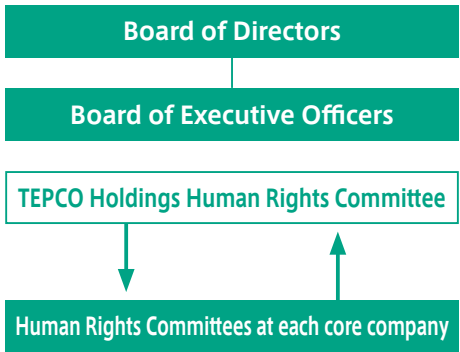 Board of Directors
Board of Executive Officers
TEPCO Holdings Human Rights Committee
Human Rights Committees at each core company